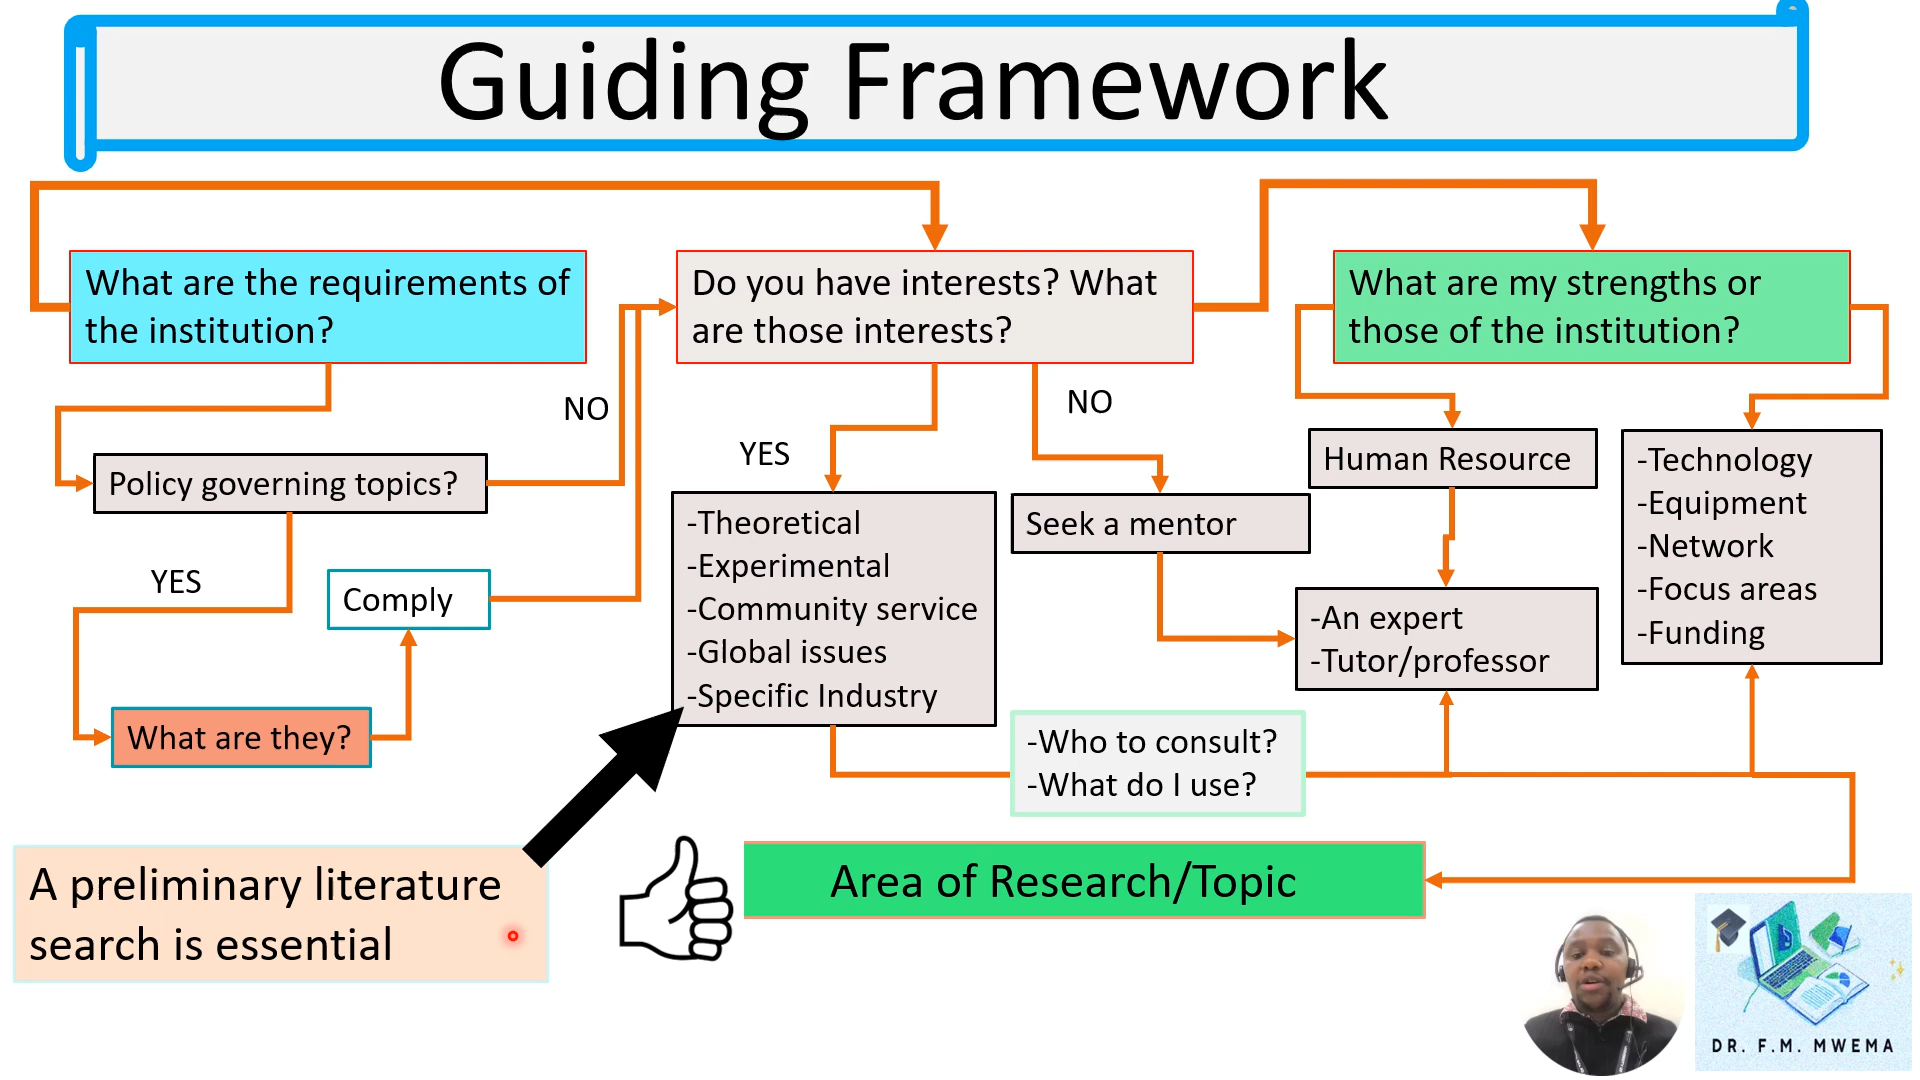 Guiding Framework
What are the requirements of
the institution?
Do you have interests? What
are those interests?
What are my strengths or
those of the institution?
NO
NO
YES
Policy governing topics?
Human Resource
-Technology
-Equipment
-Network
-Focus areas
-Funding
-Theoretical
-Experimental
-Community service
-Global issues
-Specific Industry
Seek a mentor
YES
Comply
-An expert
-Tutor/professor
What are they?
-Who to consult?
-What do I use?
A preliminary literature
search is essential
Area of Research/Topic
DR. F.M. MWEMA